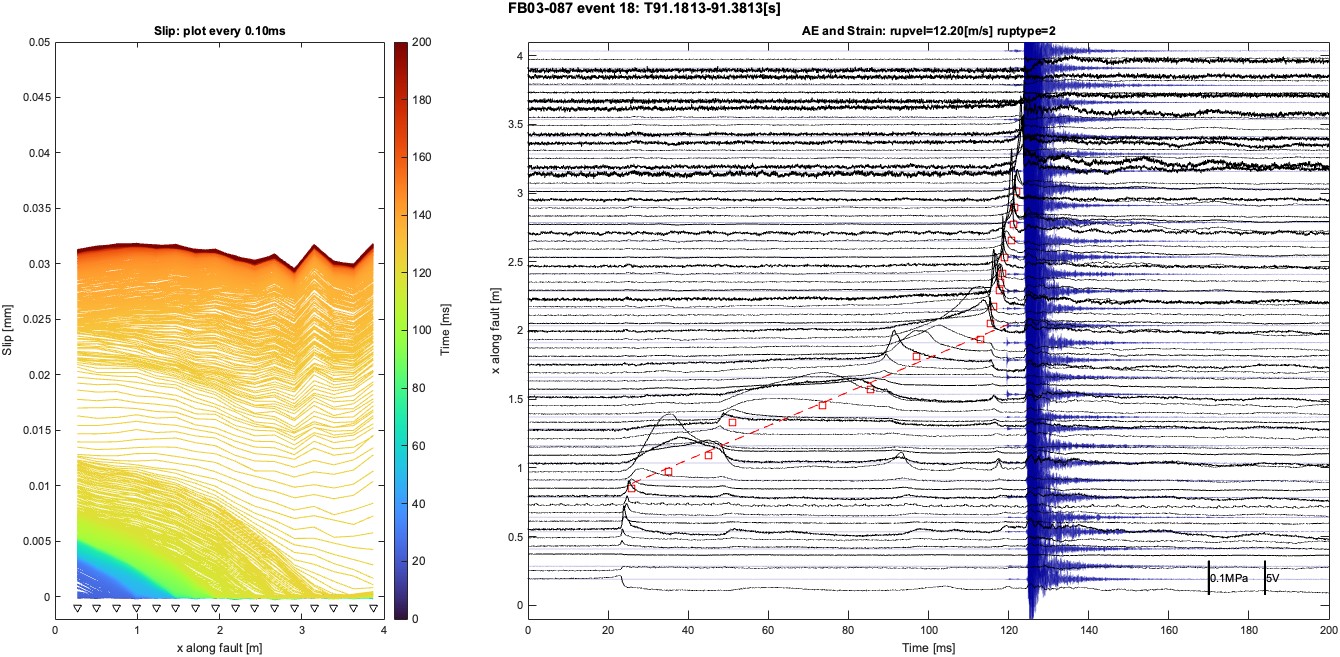 FB03-087 event 18: T91.1813-91.3813[s]
Slip: plot every 0.10ms
0.05
0.045
0.04
0.035
0.03
0.025
0.02
0.015
0.01
0.005
0
Slip [mm]
0 1 2 3 4
x along fault [m]
200
180
160
140
120
100
80
60
40
20
0
Time [ms]
AE and Strain: rupvel=12.20[m/s] ruptype=2
4
3.5
3
2.5
2
1.5
1
0.5
0
x along fault [m]
0.1MPa 5V
0 20 40 60 80 100 120 140 160 180 200
Time [ms]